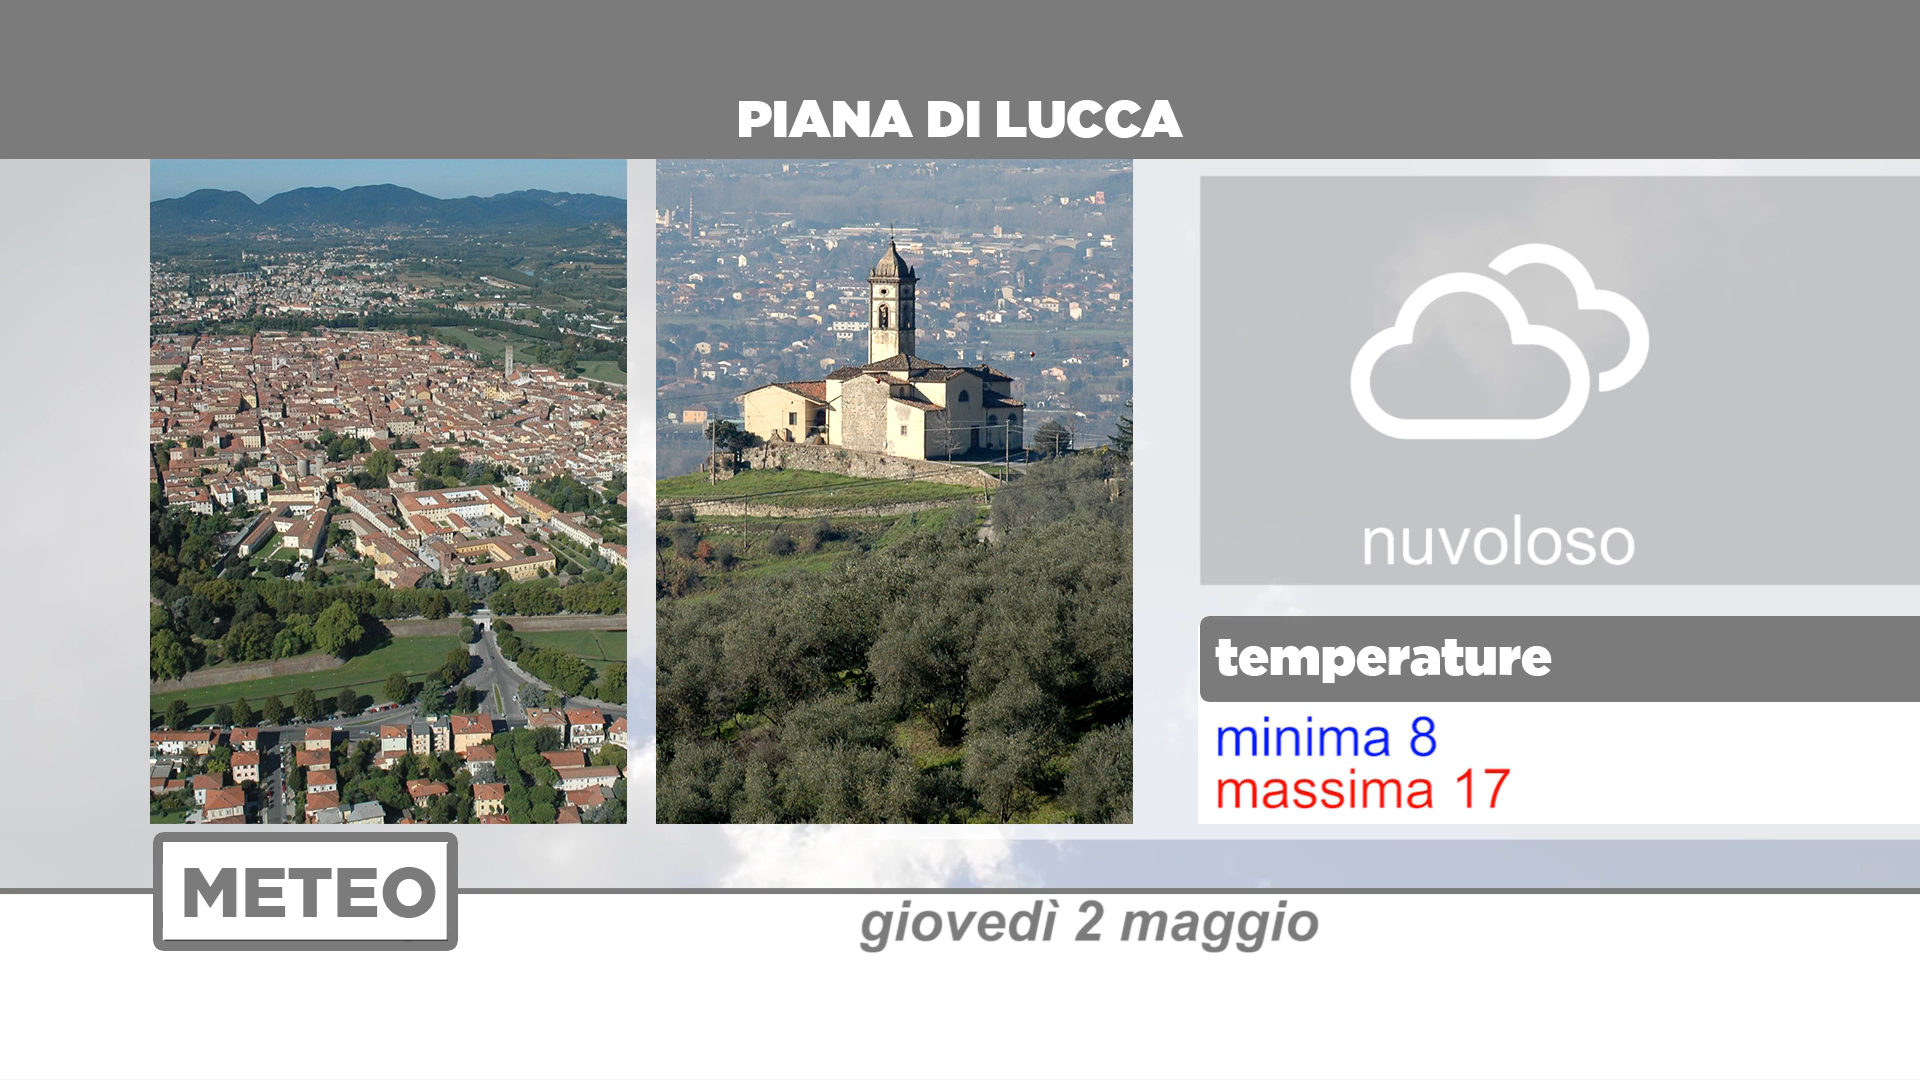 PIANA DI LUCCA
nuvoloso
temperature
minima 8
massima 17
METEO
giovedì 2 maggio